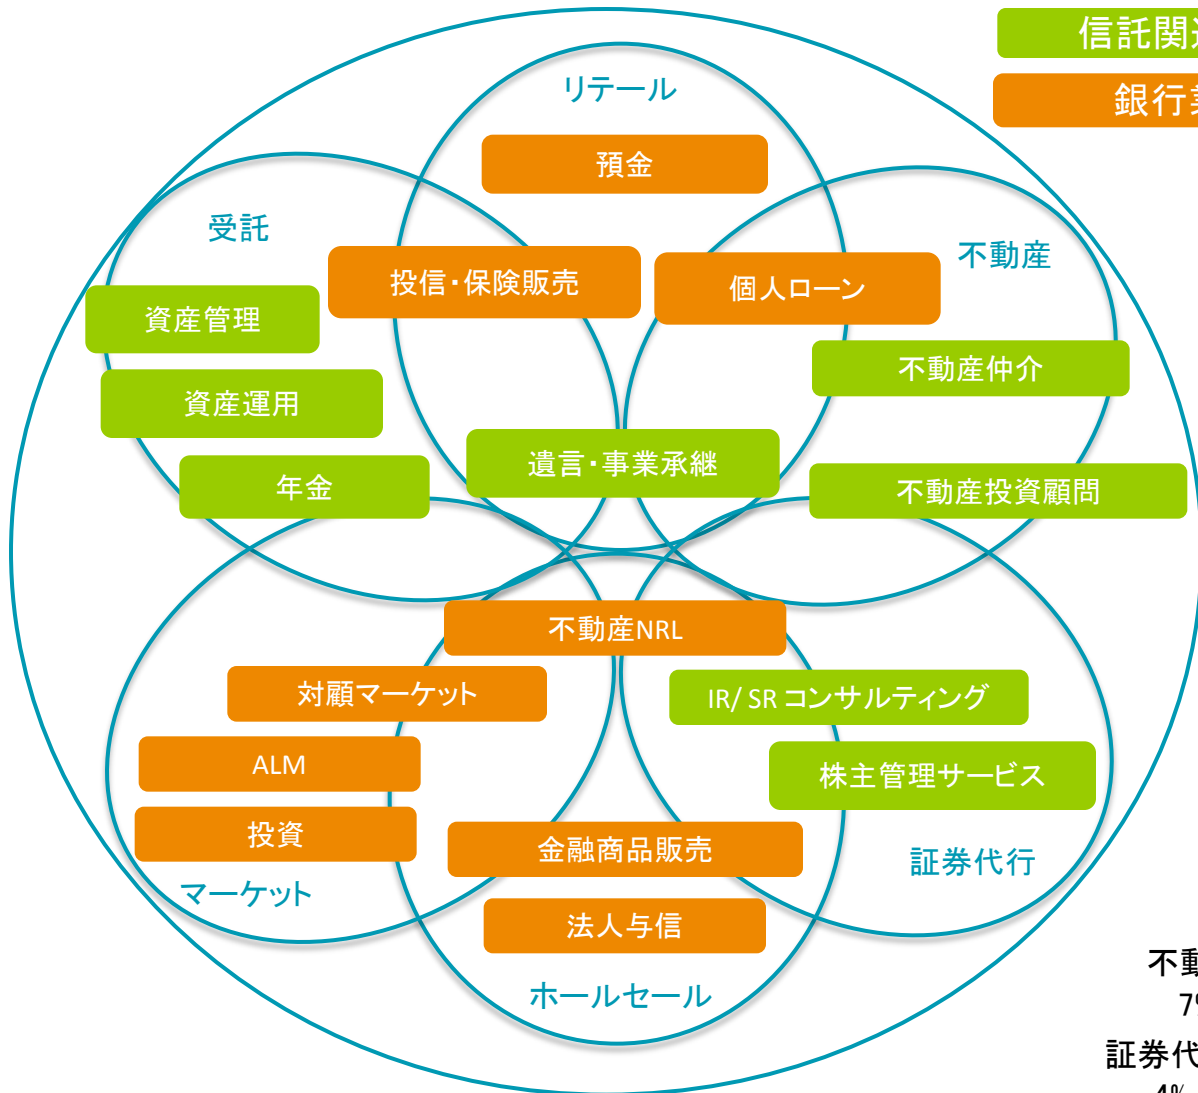 信託関
銀行
リテール
預金
受託
不動産
投信・保険販売
個人ローン
資産管理
不動産仲介
資産運用
遺言・事業承継
年金
不動産投資顧問
不動産NRL
対顧マーケット
IR/ SR コンサルティング
ALM
株主管理サービス
投資
金融商品販売
マーケット
証券代行
法人与信
ホールセール
不動
7%
証券代
4%